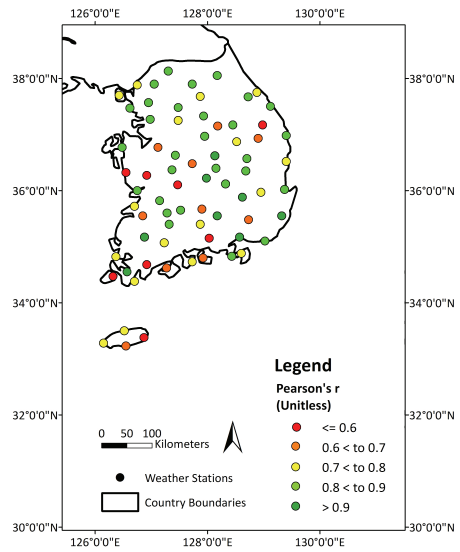 126°0'0"E 128°0'0"E 130°0'0"E
38°0'0"N 38°0'0"N
36°0'0"N 36°0'0"N
34°0'0"N 34°0'0"N
Legend
Pearson's r
(Unitless)
32°0'0"N 32°0'0"N
<= 0.6
0 50 100
Kilometers
0.6 < to 0.7
0.7 < to 0.8
Weather Stations
0.8 < to 0.9
Country Boundaries
> 0.9
30°0'0"N 30°0'0"N
126°0'0"E 128°0'0"E 130°0'0"E